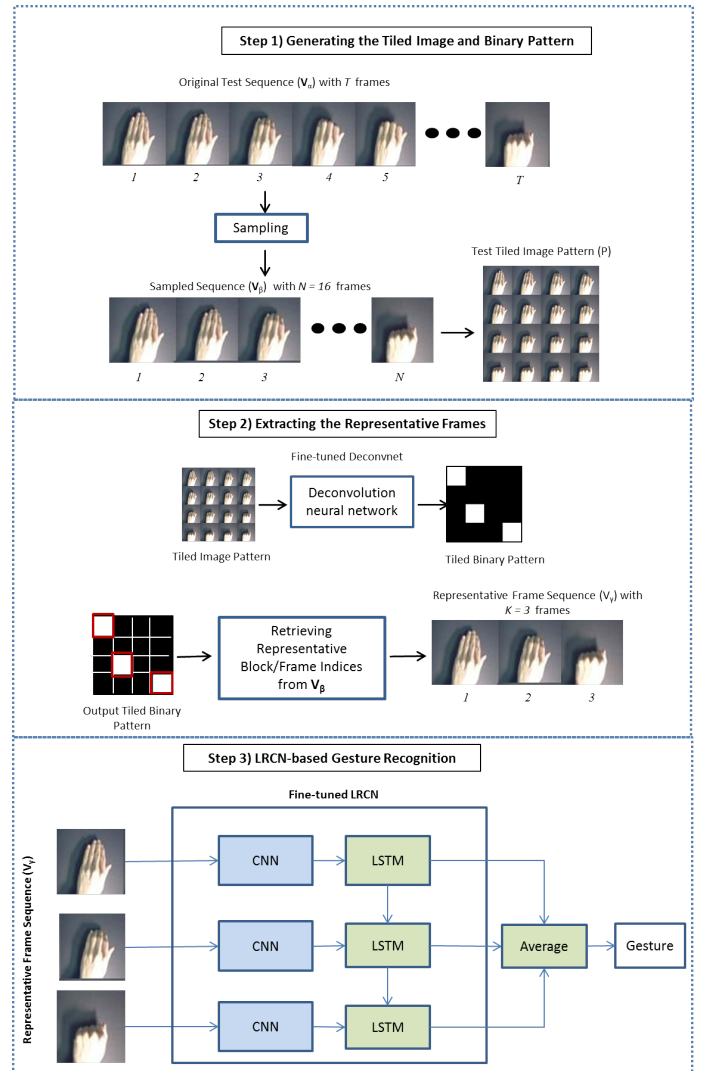 Step 1) Generating the Tiled Image and Binary Pattern
Original Test Sequence (Vα) with T frames
1 2 3 4 5 T
Sampling
Test Tiled Image Pattern (P)
Sampled Sequence (Vβ) with N = 16 frames
1 2 3 N
Step 2) Extracting the Representative Frames
Fine-tuned Deconvnet
Deconvolution
neural network
Tiled Image Pattern
Tiled Binary Pattern
Representative Frame Sequence (Vγ) with
K = 3 frames
Retrieving
Representative
Block/Frame Indices
from Vβ
1 2 3
Output Tiled Binary
Pattern
Step 3) LRCN-based Gesture Recognition
Fine-tuned LRCN
Representative Frame Sequence (Vγ)
CNN LSTM
CNN LSTM Average Gesture
CNN LSTM